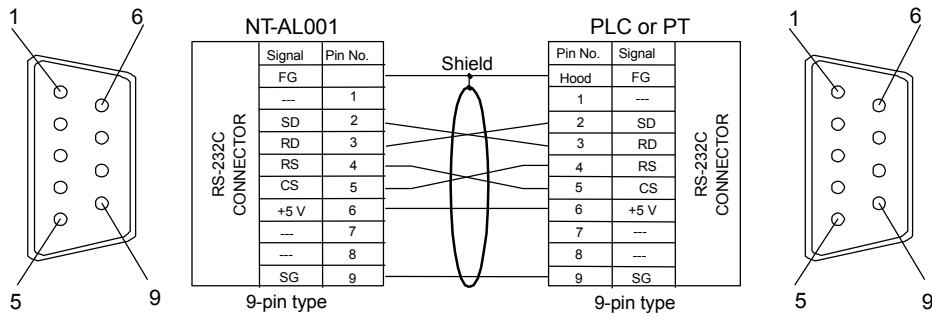 1
6
5
9
NT-AL001
RS-232C
CONNECTOR
Signal Pin No.
FG
--- 1
SD 2
RD 3
RS 4
CS 5
+5 V 6
--- 7
--- 8
SG 9
9-pin type
Shield
PLC or PT
Pin No. Signal
Hood FG
1 ---
2 SD
3 RD
4 RS
5 CS
6 +5 V
7 ---
8 ---
9 SG
RS-232C
CONNECTOR
9-pin type
1
6
5
9